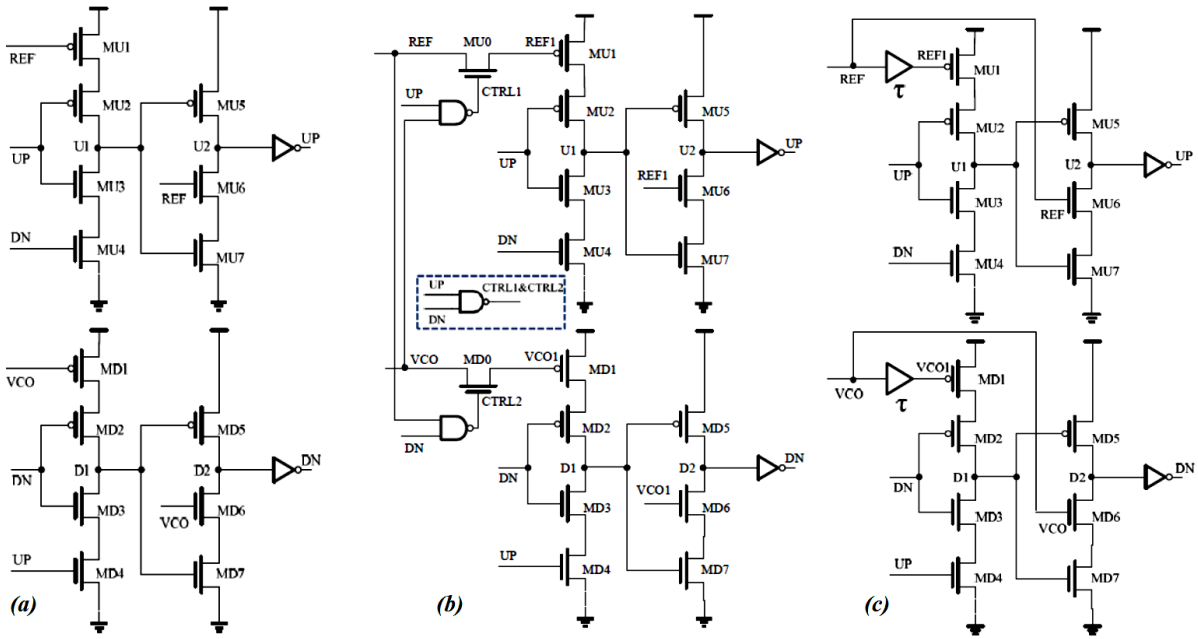 REF
MU1
MU2
MU5
UP
U1
U2
UP
MU3
REF
MU6
DN
MU4
MU7
VCO
MD1
MD2
MD5
DN
D1
D2
DN
MD3
VCO
MD6
UP
MD4
MD7
(a)
REF
MU0
REF1
MU1
CTRL1
UP
MU2
MU5
UP
U1
U2
UP
MU3
REF1
MU6
DN
MU4
MU7
UP
CTRL1&CTRL2
DN
VCO
MD0
VCO1
MD1
CTRL2
DN
MD2
MD5
DN
D1
D2
DN
MD3
VCO1
MD6
UP
MD4
MD7
(b)
REF
τ
REF1
MU1
MU2
MU5
UP
U1
U2
UP
MU3
REF
MU6
DN
MU4
MU7
VCO
τ
VCO1
MD1
MD2
MD5
DN
D1
D2
DN
MD3
VCO
MD6
UP
MD4
MD7
(c)